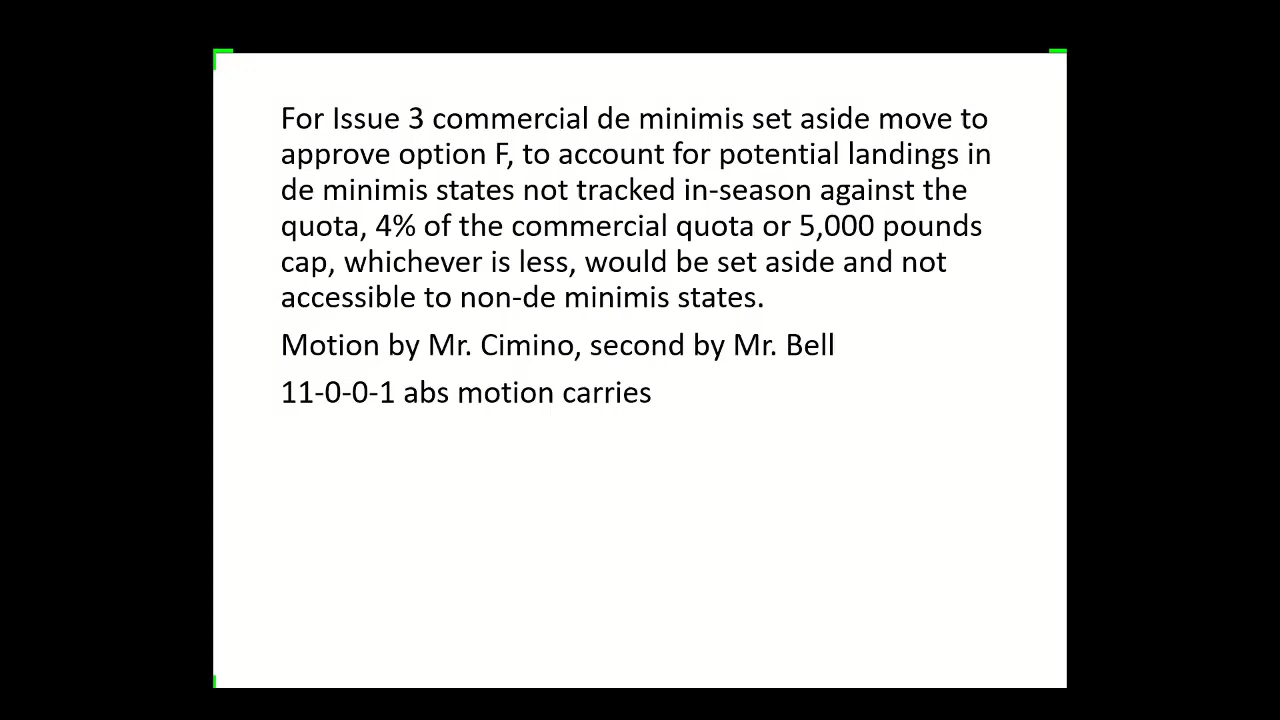 For Issue 3 commercial de minimis set aside move to
approve option F, to account for potential landings in
de minimis states not tracked in-season against the
quota, 4% of the commercial quota or 5,000 pounds
cap, whichever is less, would be set aside and not
accessible to non-de minimis states.
Motion by Mr. Cimino, second by Mr. Bell
11-0-0-1 abs motion carries